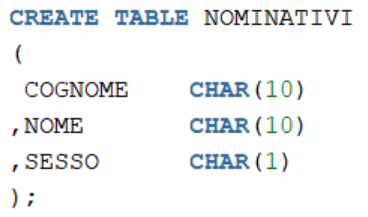 CREATE TABLE NOMINATIVI
(
COGNOME CHAR(10)
,NOME CHAR(10)
,SESSO CHAR(1)
);